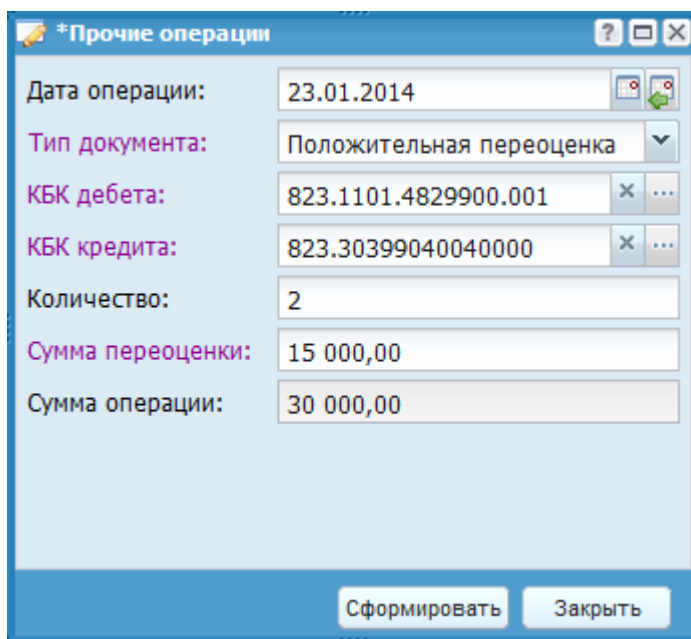 *Прочие операции
Дата операции: 23.01.2014
Тип документа: Положительная переоценка
КБК дебета: 823.1101.4829900.001
КБК кредита: 823.30399040040000
Количество: 2
Сумма переоценки: 15 000,00
Сумма операции: 30 000,00
Сформировать Закрыть